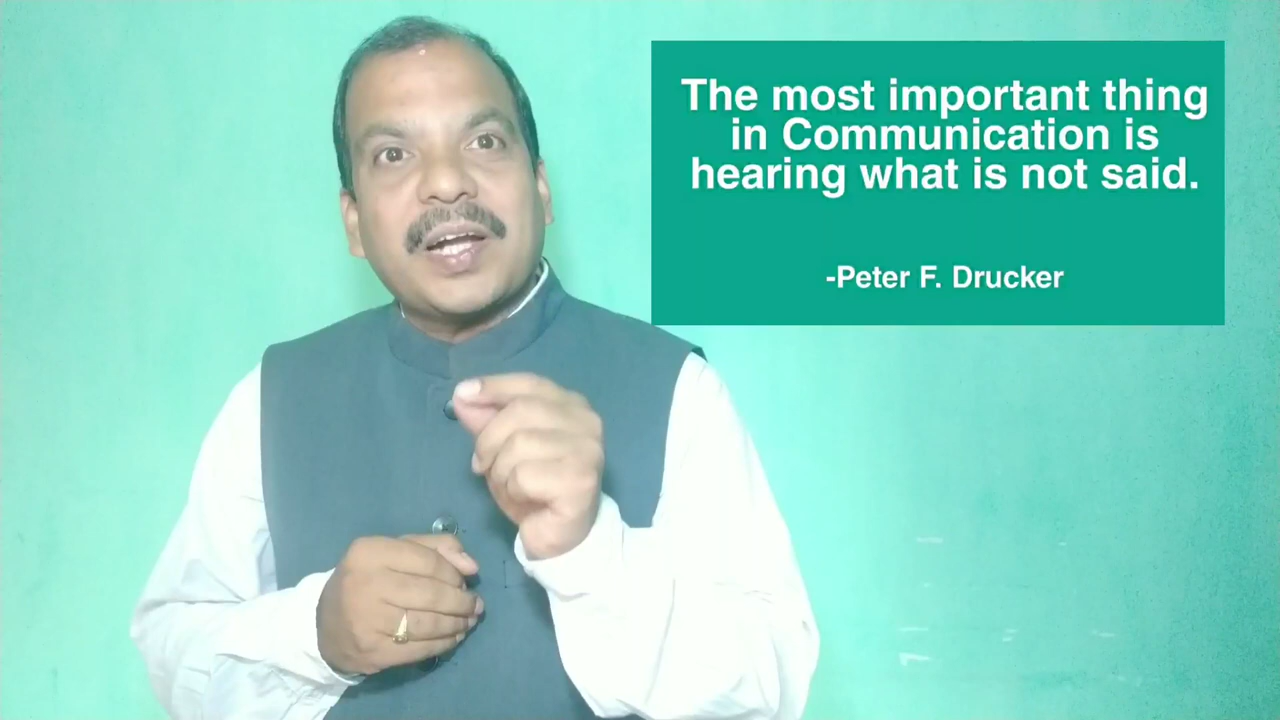 The most important thing
in Communication is
hearing what is not said.
-Peter F. Drucker